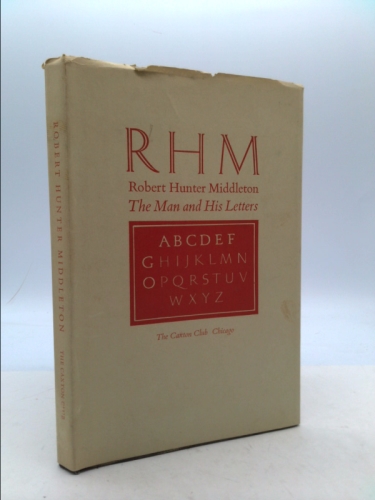 RHM
Robert Hunter Middleton
The Man and His Letters
ABCDEF
GHIJKLMN
OPQRSTUV
WXYZ
The Caxton Club Chicago
ROBERT HUNTER MIDDLETON
THE CAXTON CLUB